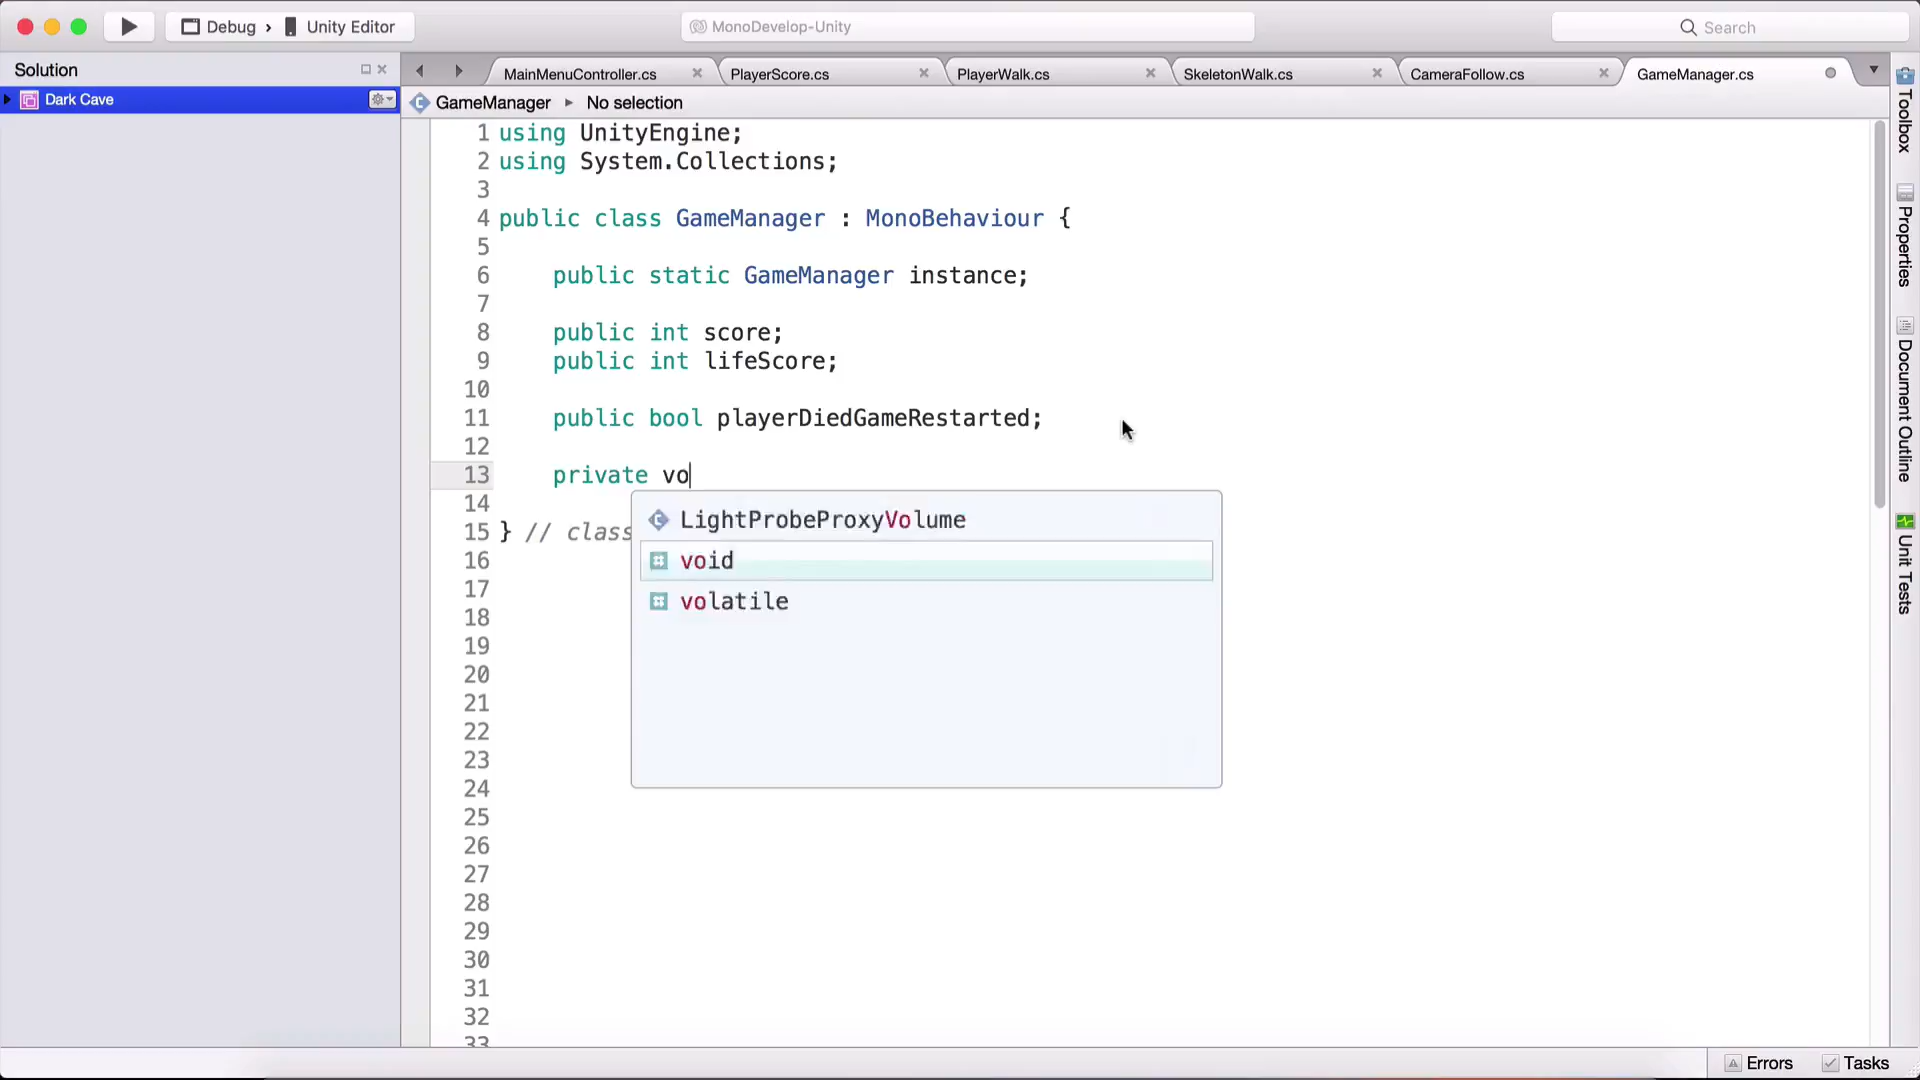 Debug › Unity Editor
MonoDevelop-Unity
Search
Solution
MainMenuController.cs
PlayerScore.cs
PlayerWalk.cs
SkeletonWalk.cs
CameraFollow.cs
GameManager.cs
Dark Cave
GameManager ▸ No selection
1 using UnityEngine;
2 using System.Collections;
3
4 public class GameManager : MonoBehaviour {
5
6 public static GameManager instance;
7
8 public int score;
9 public int lifeScore;
10
11 public bool playerDiedGameRestarted;
12
13 private vo
14
15 } // class
16
17
18
19
20
21
22
23
24
25
26
27
28
29
30
31
32
33
LightProbeProxyVolume
void
volatile
Toolbox
Properties
Document Outline
Unit Tests
Errors
Tasks